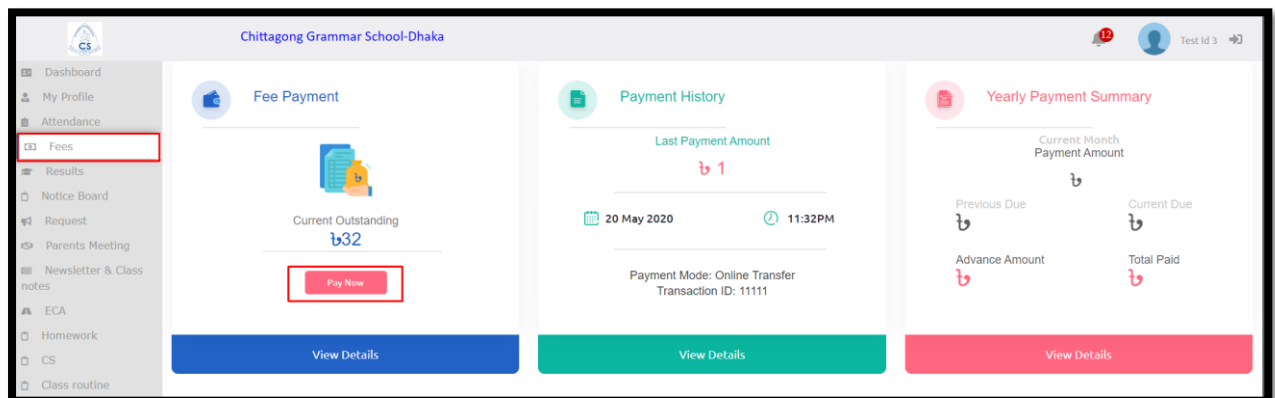 CS
Chittagong Grammar School-Dhaka
12
Test Id 3
Dashboard
My Profile
Attendance
Fees
Results
Notice Board
Request
Parents Meeting
Newsletter & Class
notes
ECA
Homework
CS
Class routine
Fee Payment
৳
Current Outstanding
৳32
Pay Now
View Details
Payment History
Last Payment Amount
৳ 1
20 May 2020
11:32PM
Payment Mode: Online Transfer
Transaction ID: 11111
View Details
Yearly Payment Summary
Current Month
Payment Amount
৳
Previous Due
৳
Current Due
৳
Advance Amount
৳
Total Paid
৳
View Details